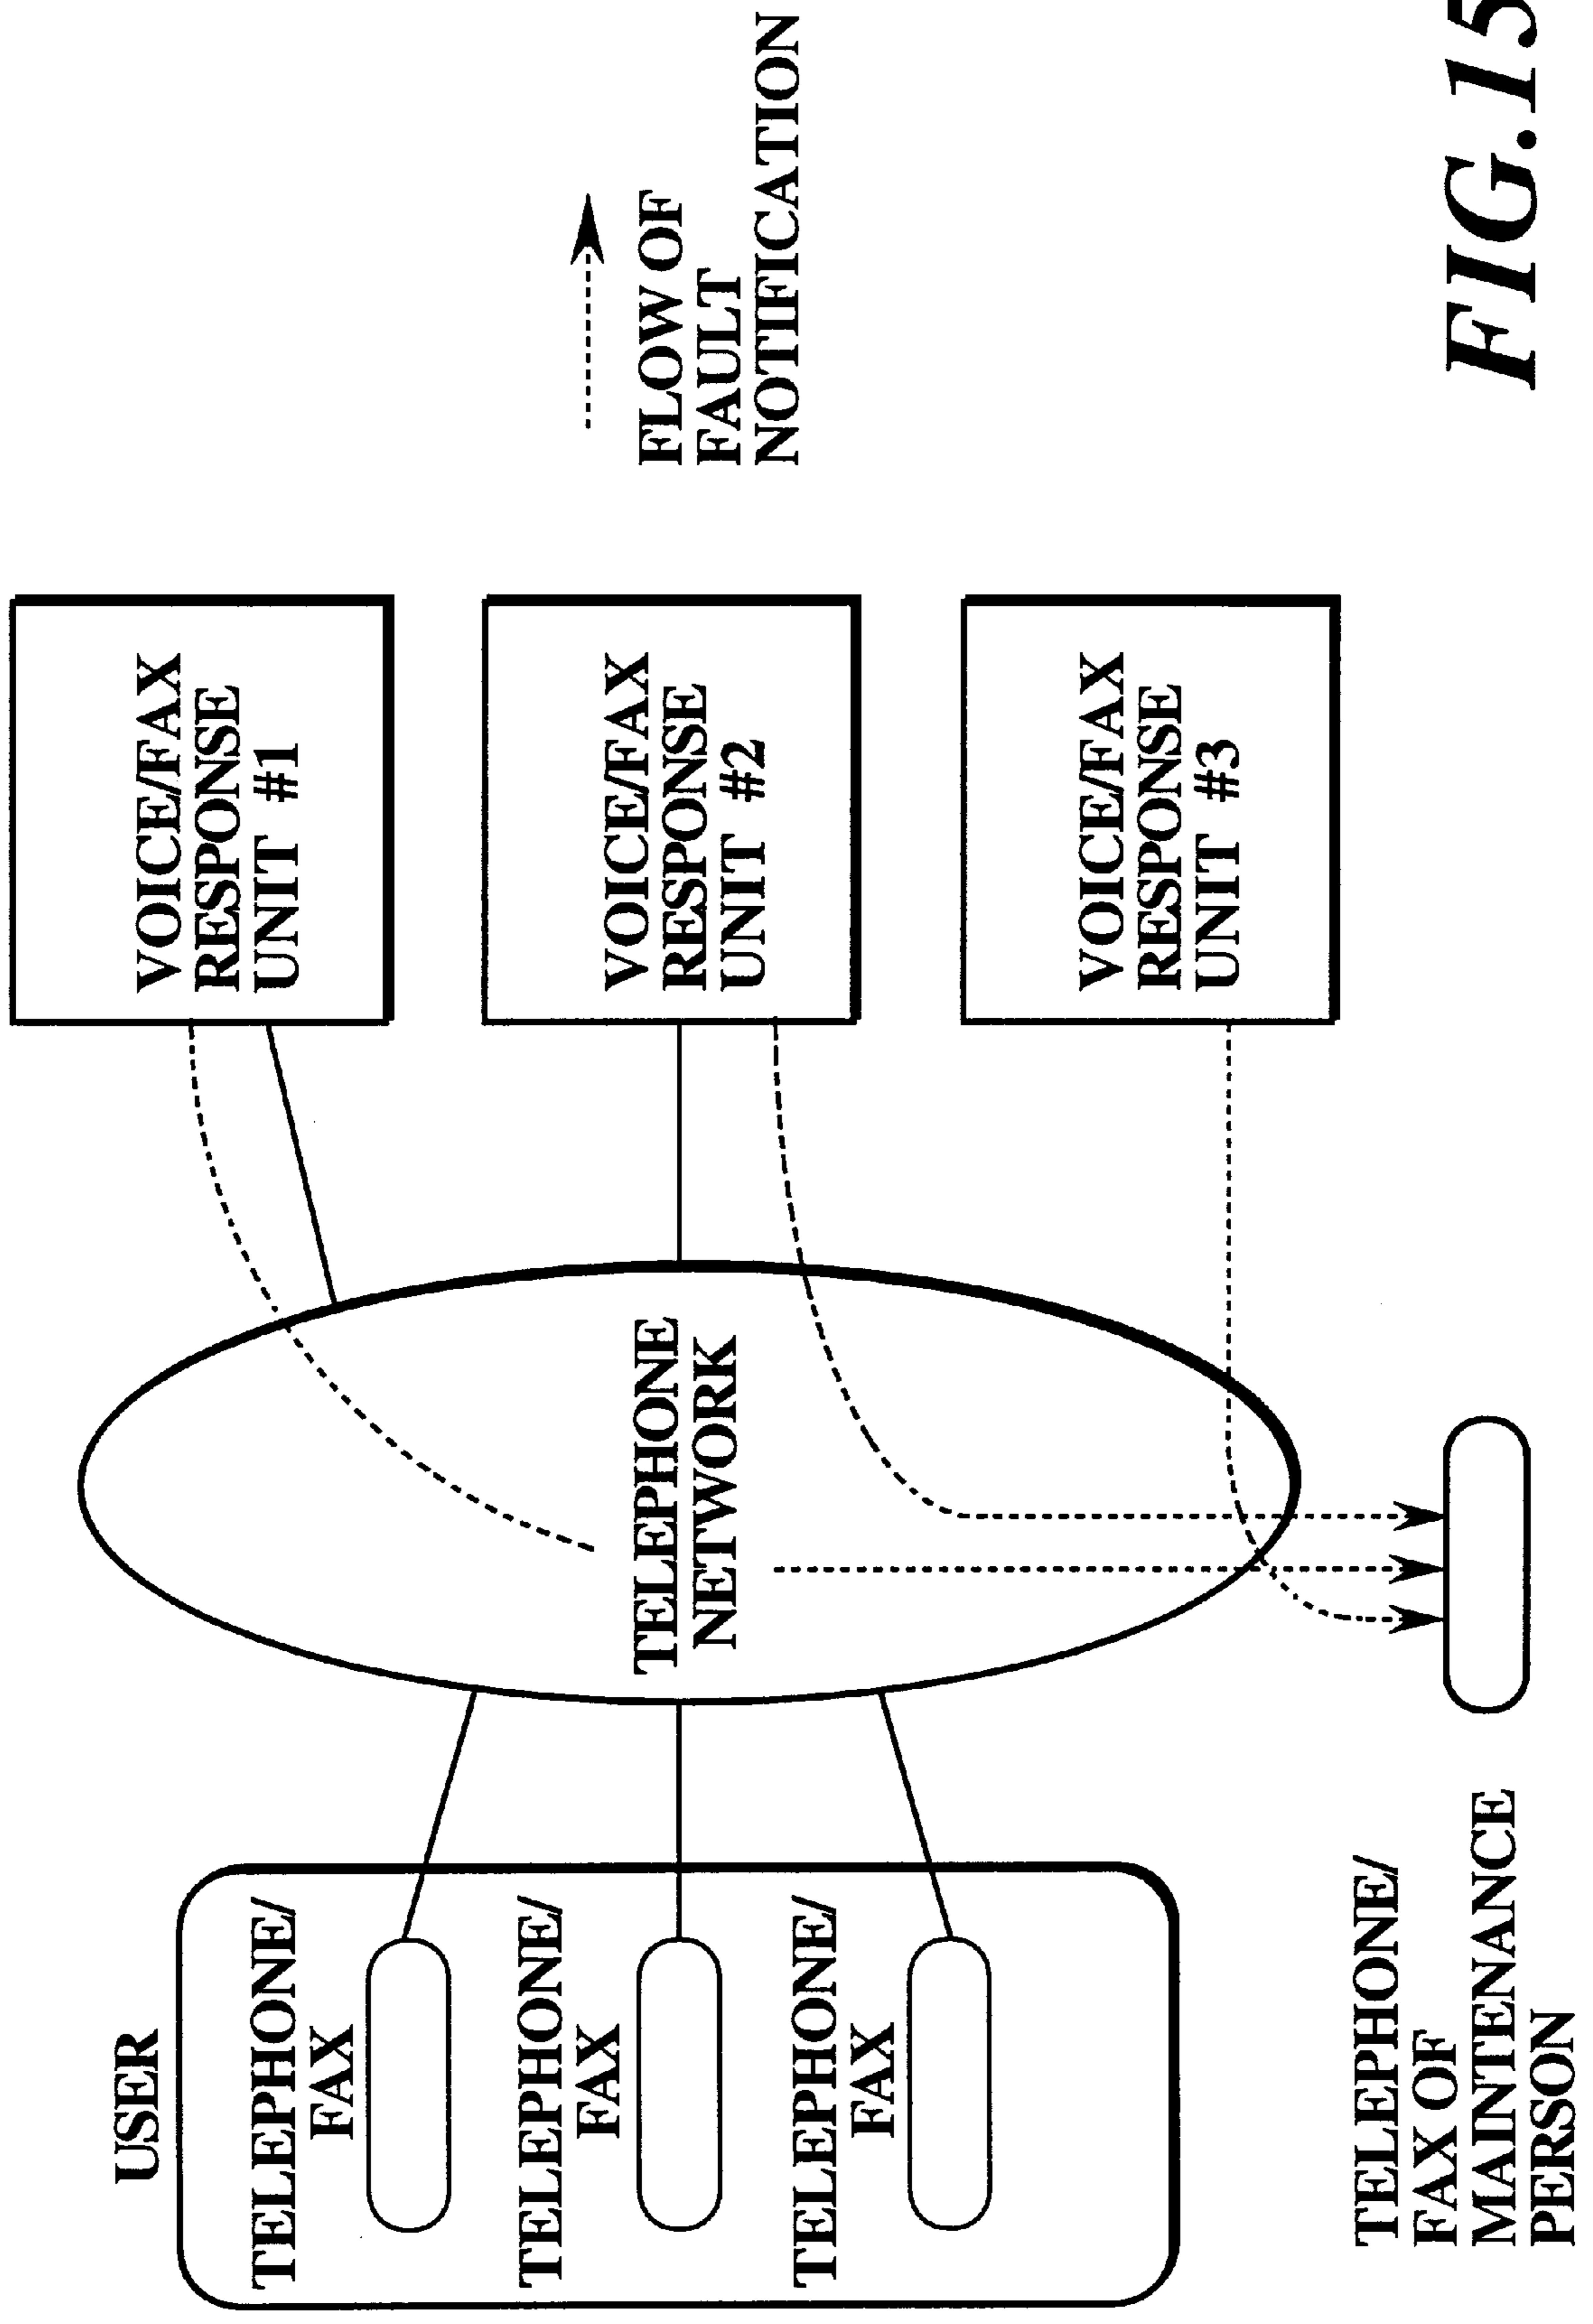 USER
TELEPHONE/
FAX
TELEPHONE/
FAX
TELEPHONE/
FAX
TELEPHONE
NETWORK
VOICE/FAX
RESPONSE
UNIT #1
VOICE/FAX
RESPONSE
UNIT #2
VOICE/FAX
RESPONSE
UNIT #3
FLOW OF
FAULT
NOTIFICATION
TELEPHONE/
FAX OF
MAINTENANCE
PERSON
FIG.15